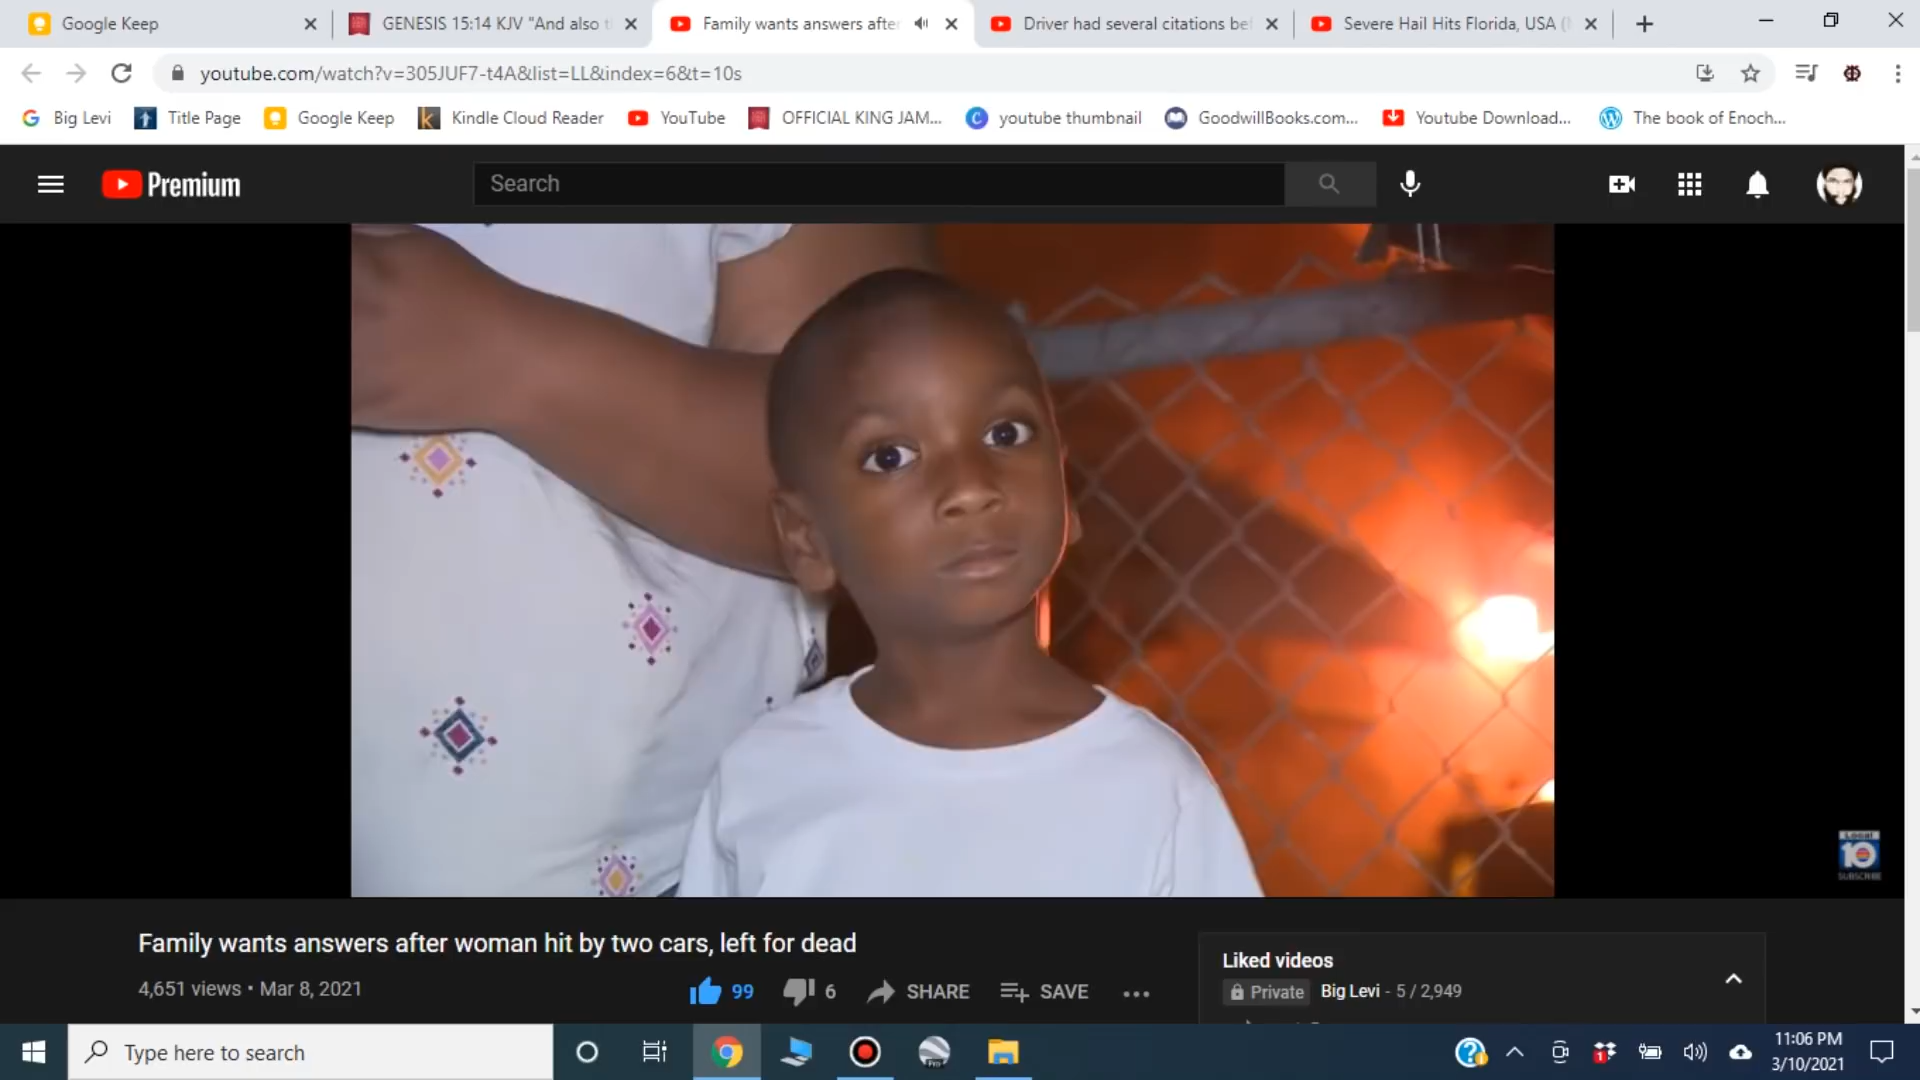 Google Keep
GENESIS 15:14 KJV "And also t
Family wants answers after
Driver had several citations be
Severe Hail Hits Florida, USA (
youtube.com/watch?v=305JUF7-t4A&list=LL&index=6&t=10s
Big Levi
Title Page
Google Keep
Kindle Cloud Reader
YouTube
OFFICIAL KING JAM...
youtube thumbnail
GoodwillBooks.com...
Youtube Download...
The book of Enoch...
Premium
Search
Local
10
SUBSCRIBE
Family wants answers after woman hit by two cars, left for dead
4,651 views • Mar 8, 2021
99
6
SHARE
SAVE
Liked videos
Private
Big Levi - 5 / 2,949
Type here to search
11:06 PM
3/10/2021